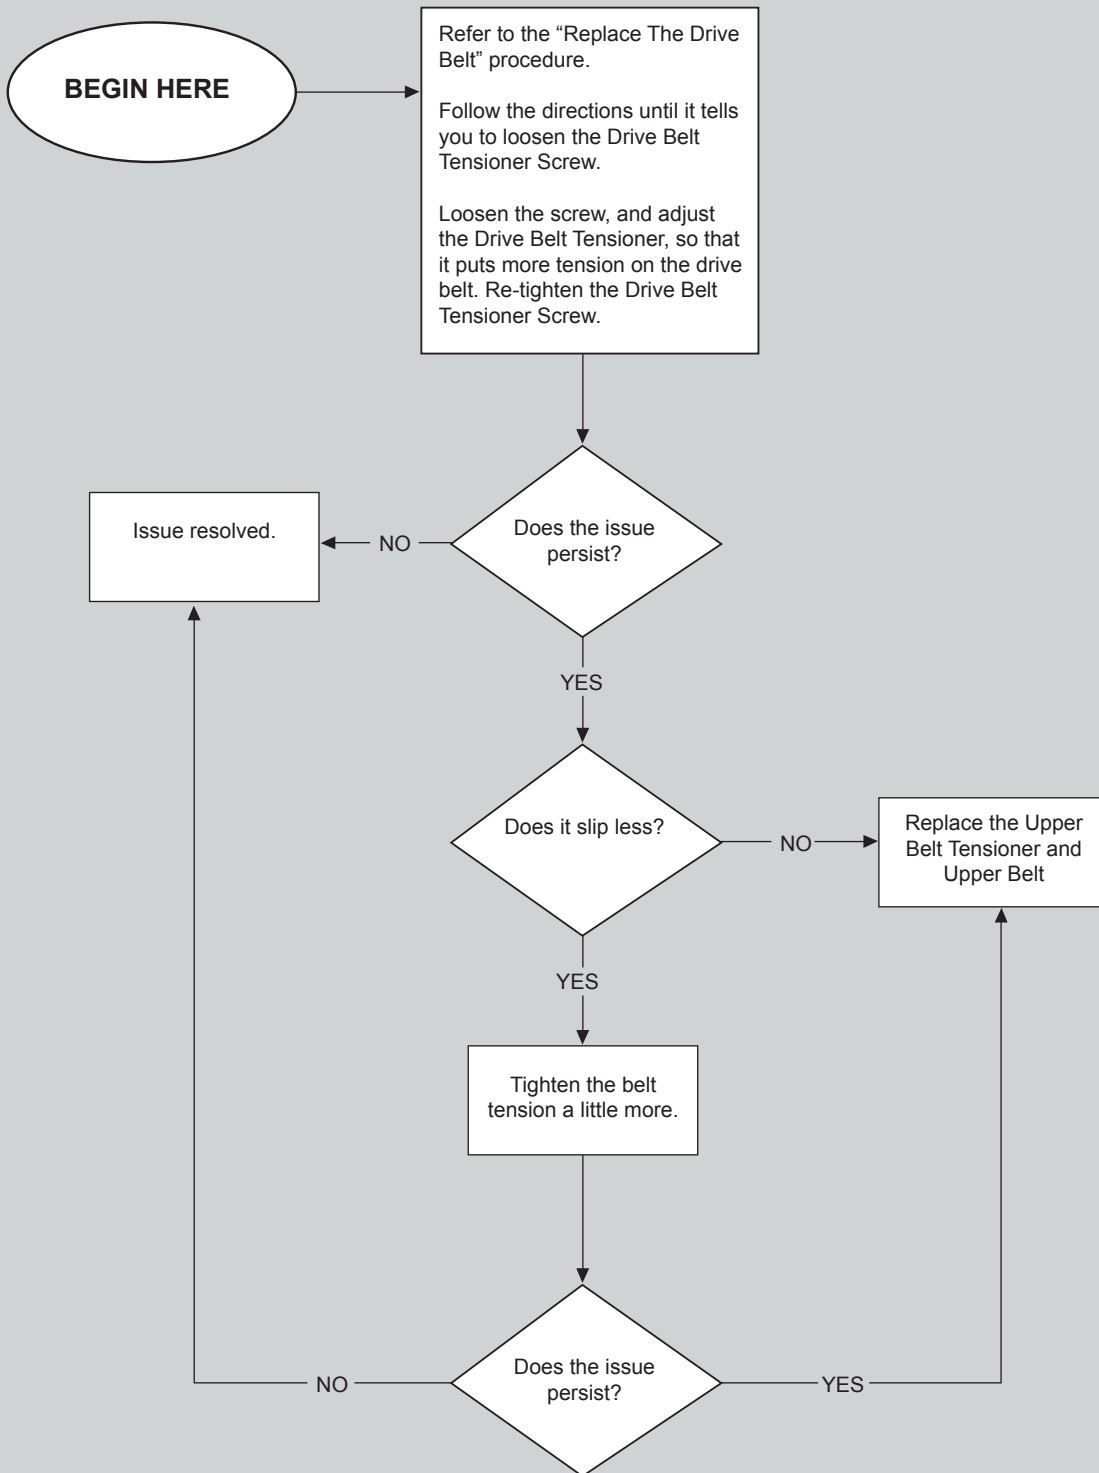 BEGIN HERE
Refer to the “Replace The Drive
Belt” procedure.
Follow the directions until it tells
you to loosen the Drive Belt
Tensioner Screw.
Loosen the screw, and adjust
the Drive Belt Tensioner, so that
it puts more tension on the drive
belt. Re-tighten the Drive Belt
Tensioner Screw.
Does the issue
persist?
NO
Issue resolved.
YES
Does it slip less?
NO
Replace the Upper
Belt Tensioner and
Upper Belt
YES
Tighten the belt
tension a little more.
Does the issue
persist?
NO
YES